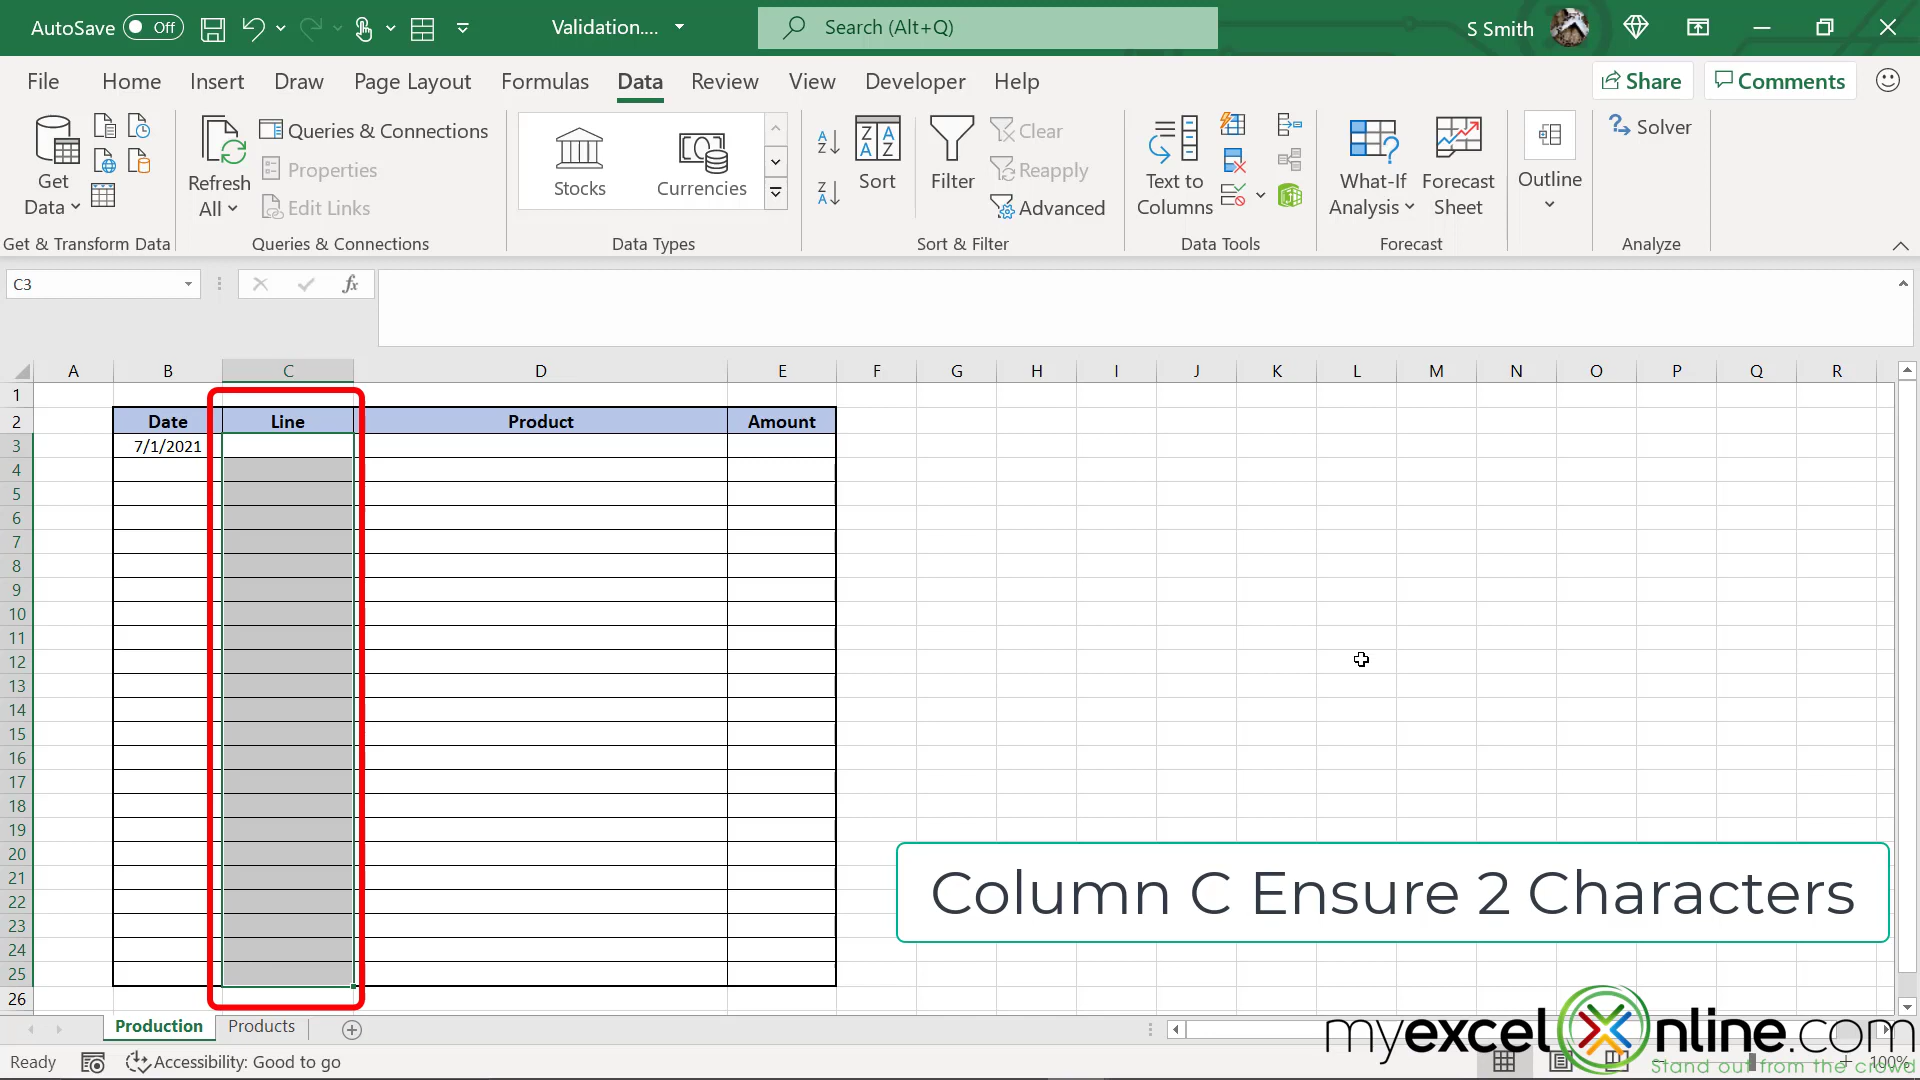 AutoSave Off Validation.... Search (Alt+Q) S Smith
File Home Insert Draw Page Layout Formulas Data Review View Developer Help Share Comments
Get Data Refresh All Queries & Connections Properties Edit Links Stocks Currencies Sort Filter Clear Reapply Advanced Text to Columns What-If Analysis Forecast Sheet Outline Solver
Get & Transform Data Queries & Connections Data Types Sort & Filter Data Tools Forecast Analyze
C3 fx
A B C D E F G H I J K L M N O P Q R
1
2 Date Line Product Amount
3 7/1/2021
4
5
6
7
8
9
10
11
12
13
14
15
16
17
18
19
20
21
22
23
24
25
26
Column C Ensure 2 Characters
Production Products
myexcelonline.com
Stand out from the crowd
Ready Accessibility: Good to go 100%